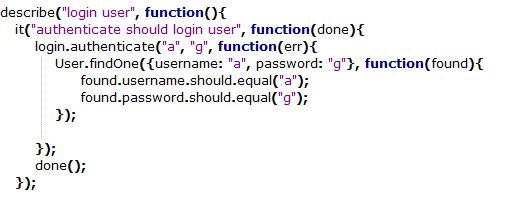 describe("login user", function(){
it("authenticate should login user", function(done){
login.authenticate("a", "g", function(err){
User.findOne({username: "a", password: "g"}, function(found){
found.username.should.equal("a");
found.password.should.equal("g");
});
});
done();
});